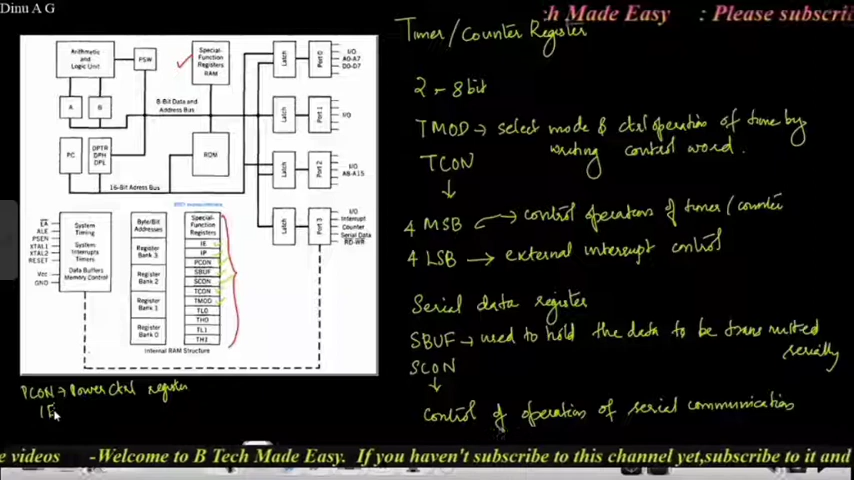 Dinu A G
h Made Easy : Please subscri
Arithmetic
and
Logic Unit
PSW
Special-
Function
Registers
RAM
Latch
Port 0
I/O
A0-A7
D0-D7
A
B
8-Bit Data and
Address Bus
Latch
Port 1
I/O
PC
DPTR
DPH
DPL
ROM
Latch
Port 2
I/O
A8-A15
16-Bit Adress Bus
EA
ALE
PSEN
XTAL1
XTAL2
RESET
Vcc
GND
System
Timing
System
Interrupts
Timers
Data Buffers
Memory Control
Byte/Bit
Addresses
Register
Bank 3
Register
Bank 2
Register
Bank 1
Register
Bank 0
Special-
Function
Registers
IE
IP
PCON
SBUF
SCON
TCON
TMOD
TL0
TH0
TL1
TH1
Internal RAM Structure
Latch
Port 3
I/O
Interrupt
Counter
Serial Data
RD-WR
PCON → Power Ctrl register
IE
Timer/Counter Register
2 - 8bit
TMOD → select mode & ctrl operation of time by
writing control word.
TCON
4 MSB → control operations of timer/counter
4 LSB → external interrupt control
Serial data register
SBUF → used to hold the data to be transmitted
serially
SCON
control of operation of serial communication
e videos -Welcome to B Tech Made Easy. If you haven't subscribe to this channel yet,subscribe to it and